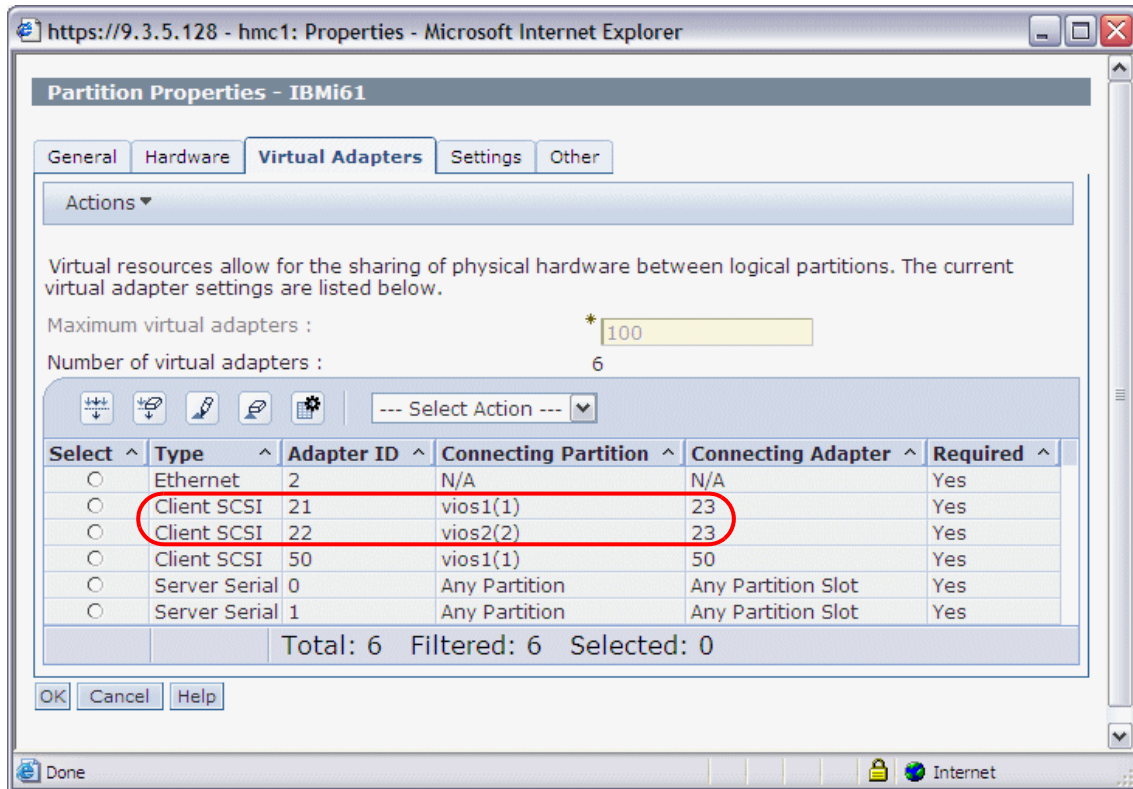 https://9.3.5.128 - hmc1: Properties - Microsoft Internet Explorer
Partition Properties - IBMi61
General Hardware Virtual Adapters Settings Other
Actions
Virtual resources allow for the sharing of physical hardware between logical partitions. The current
virtual adapter settings are listed below.
Maximum virtual adapters : * 100
Number of virtual adapters : 6
--- Select Action ---
Select ^ Type ^ Adapter ID ^ Connecting Partition ^ Connecting Adapter ^ Required ^
Ethernet 2 N/A N/A Yes
Client SCSI 21 vios1(1) 23 Yes
Client SCSI 22 vios2(2) 23 Yes
Client SCSI 50 vios1(1) 50 Yes
Server Serial 0 Any Partition Any Partition Slot Yes
Server Serial 1 Any Partition Any Partition Slot Yes
Total: 6 Filtered: 6 Selected: 0
OK Cancel Help
Done Internet